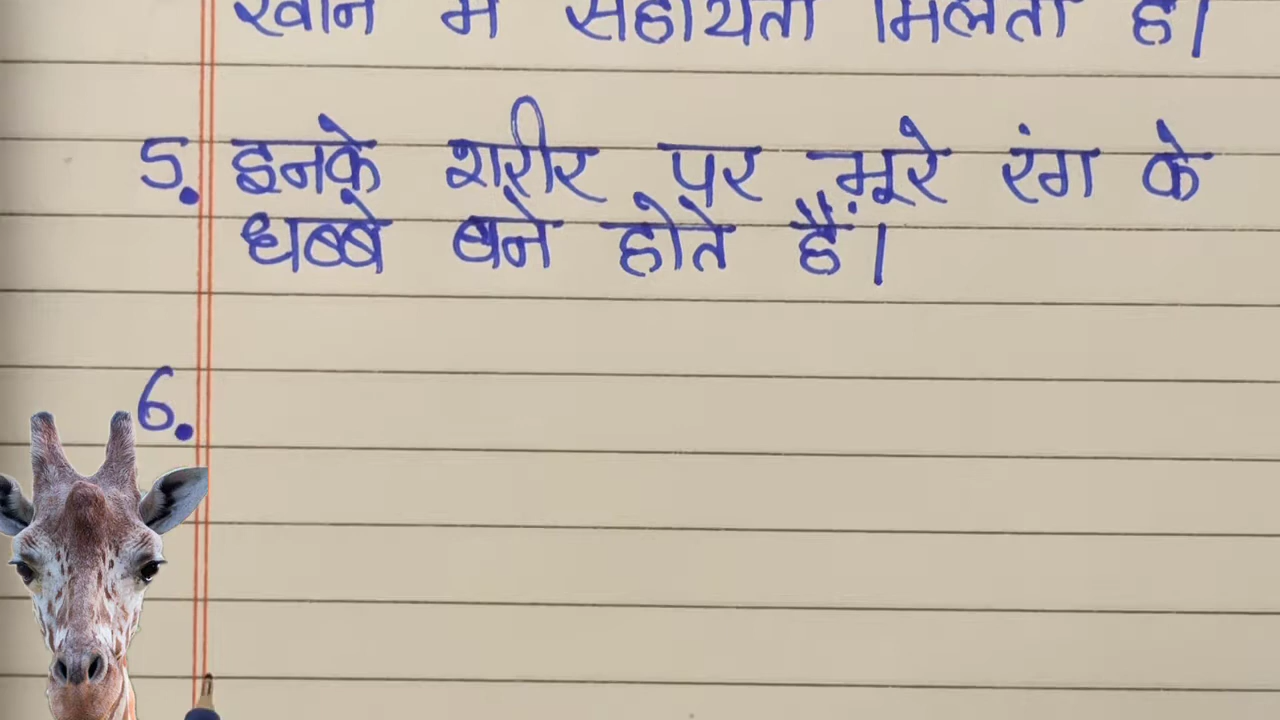 खाने में सहायता मिलती है।
5. इनके शरीर पर भूरे रंग के
धब्बे बने होते हैं।
6.